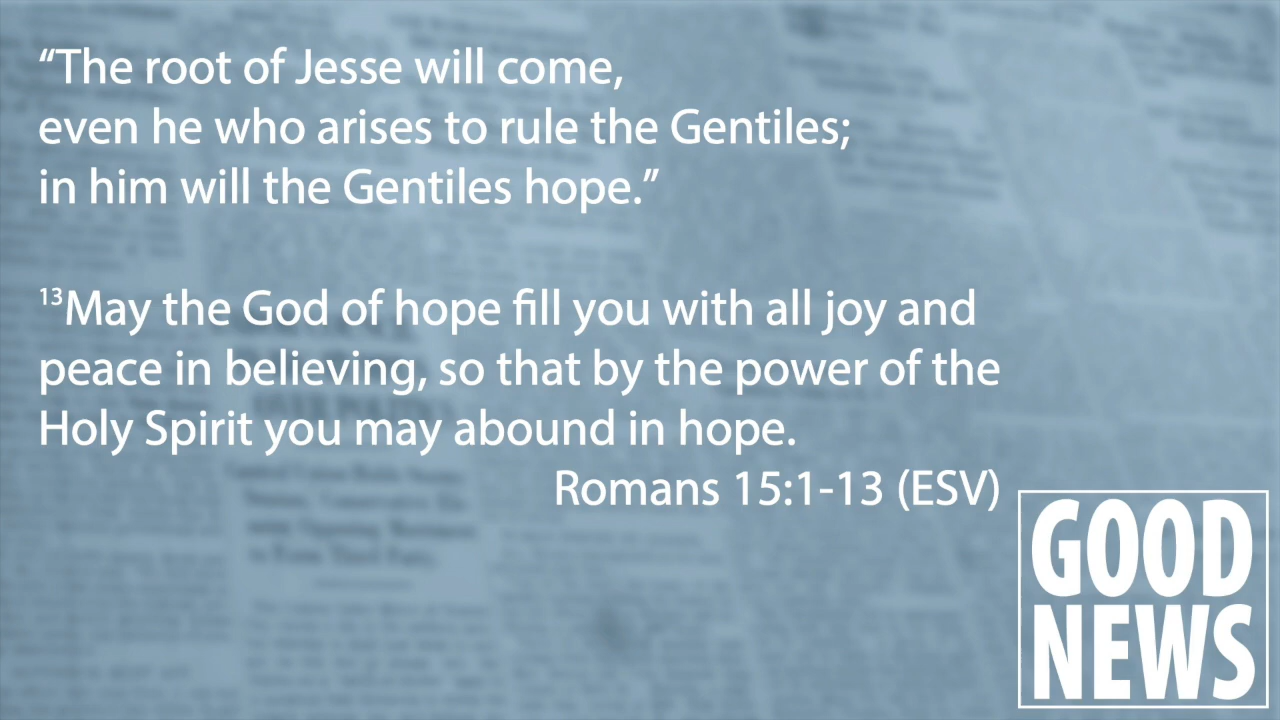 “The root of Jesse will come,
even he who arises to rule the Gentiles;
in him will the Gentiles hope.”
¹³May the God of hope fill you with all joy and
peace in believing, so that by the power of the
Holy Spirit you may abound in hope.
Romans 15:1-13 (ESV)
GOOD
NEWS